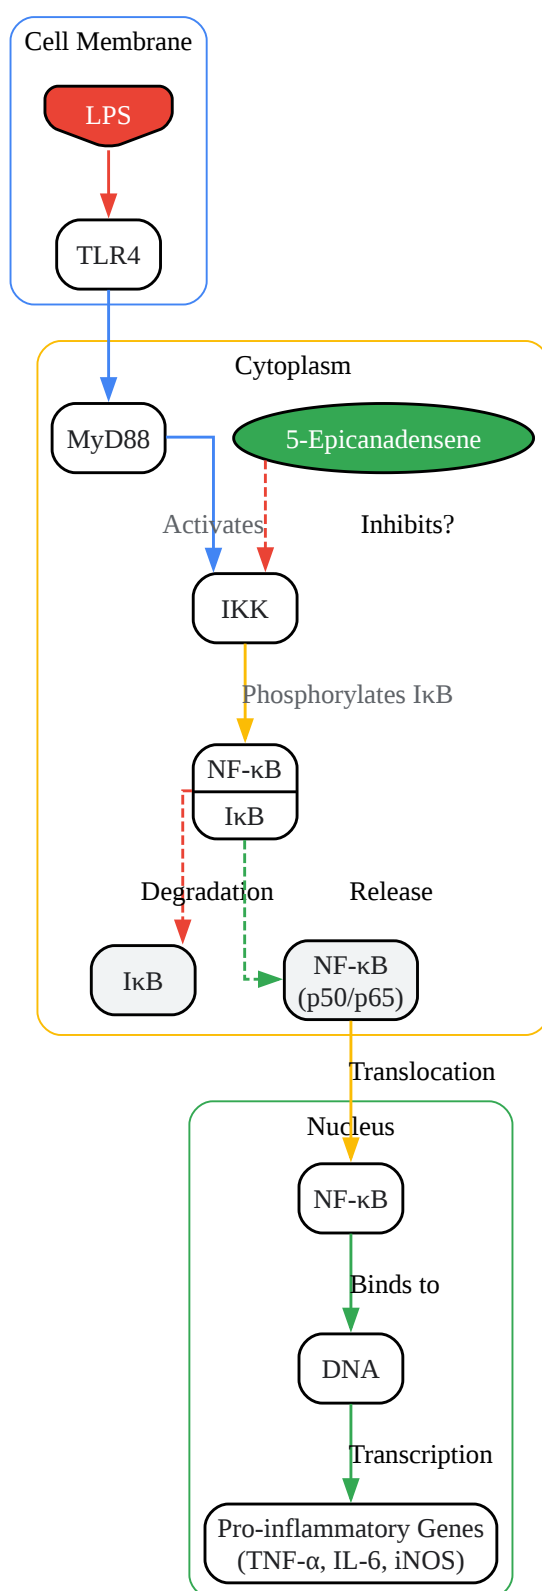 Cell Membrane
LPS
TLR4
Cytoplasm
MyD88
5-Epicanadensene
Activates
Inhibits?
IKK
Phosphorylates IκB
NF-κB
IκB
Degradation
Release
IκB
NF-κB
(p50/p65)
Translocation
Nucleus
NF-κB
Binds to
DNA
Transcription
Pro-inflammatory Genes
(TNF-α, IL-6, iNOS)